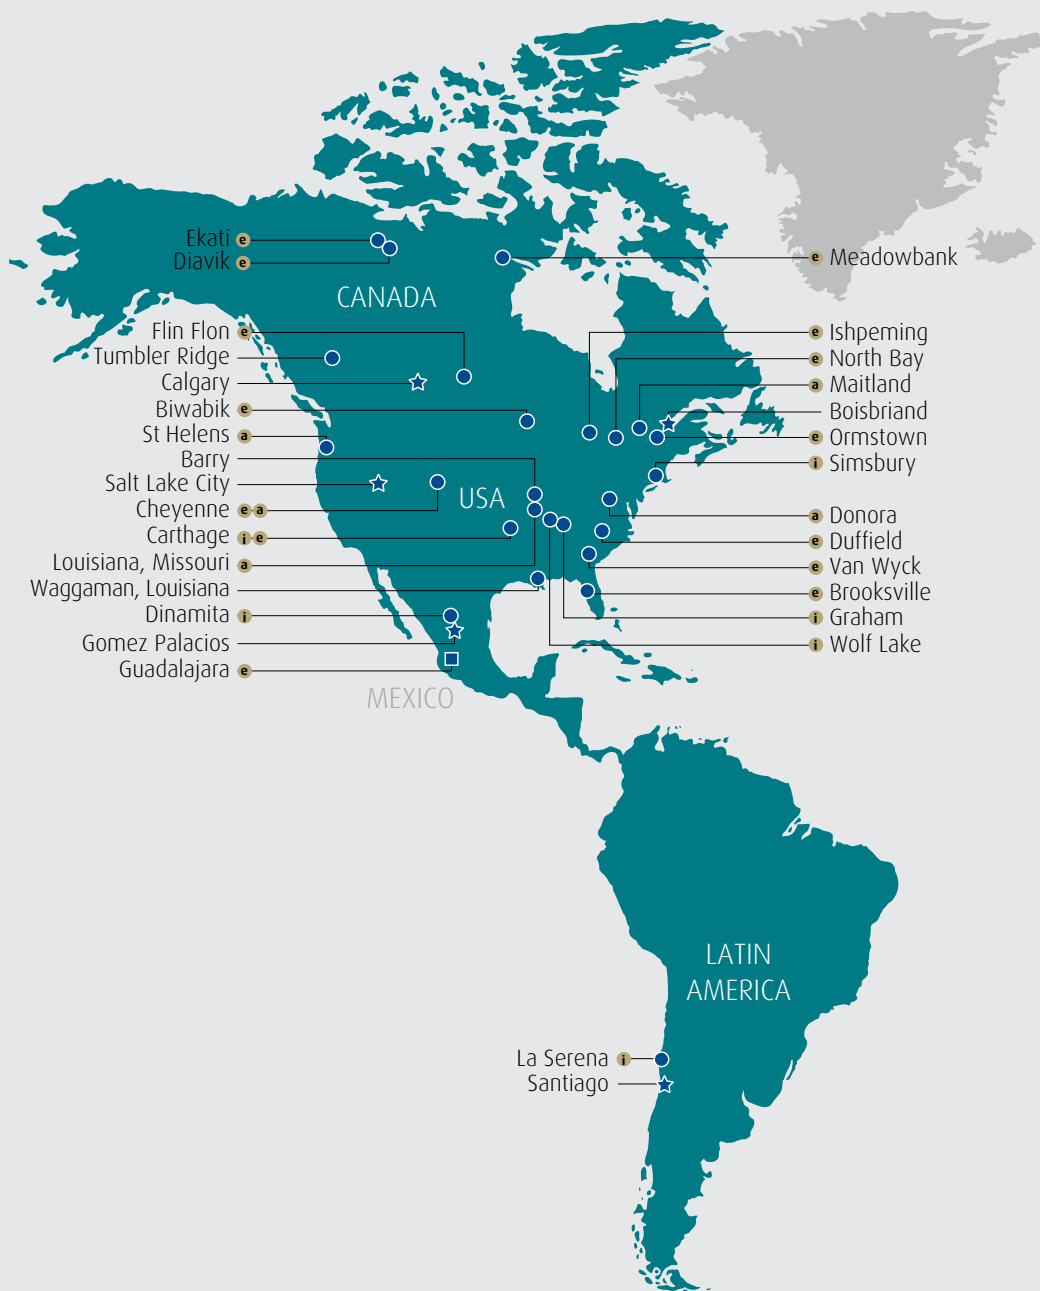 Ekati e
Diavik e
e Meadowbank
CANADA
Flin Flon e
Tumbler Ridge
Calgary
Biwabik e
St Helens a
Barry
Salt Lake City
Cheyenne e a
Carthage i e
Louisiana, Missouri a
Waggaman, Louisiana
Dinamita i
Gomez Palacios
Guadalajara e
USA
MEXICO
e Ishpeming
e North Bay
a Maitland
Boisbriand
e Ormstown
i Simsbury
a Donora
e Duffield
e Van Wyck
e Brooksville
i Graham
i Wolf Lake
LATIN
AMERICA
La Serena i
Santiago